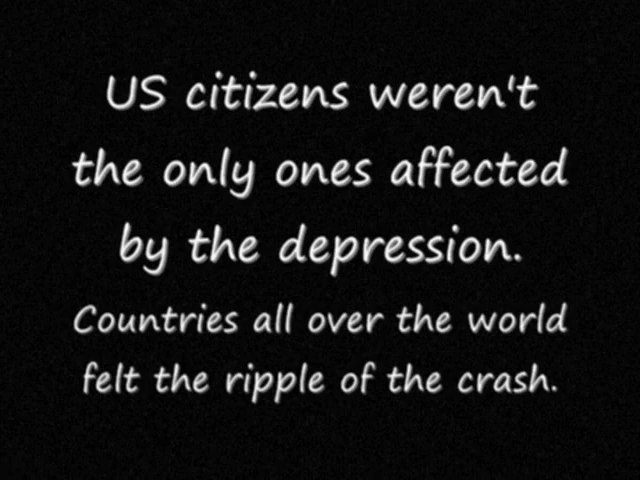 US citizens weren't
the only ones affected
by the depression.
Countries all over the world
felt the ripple of the crash.